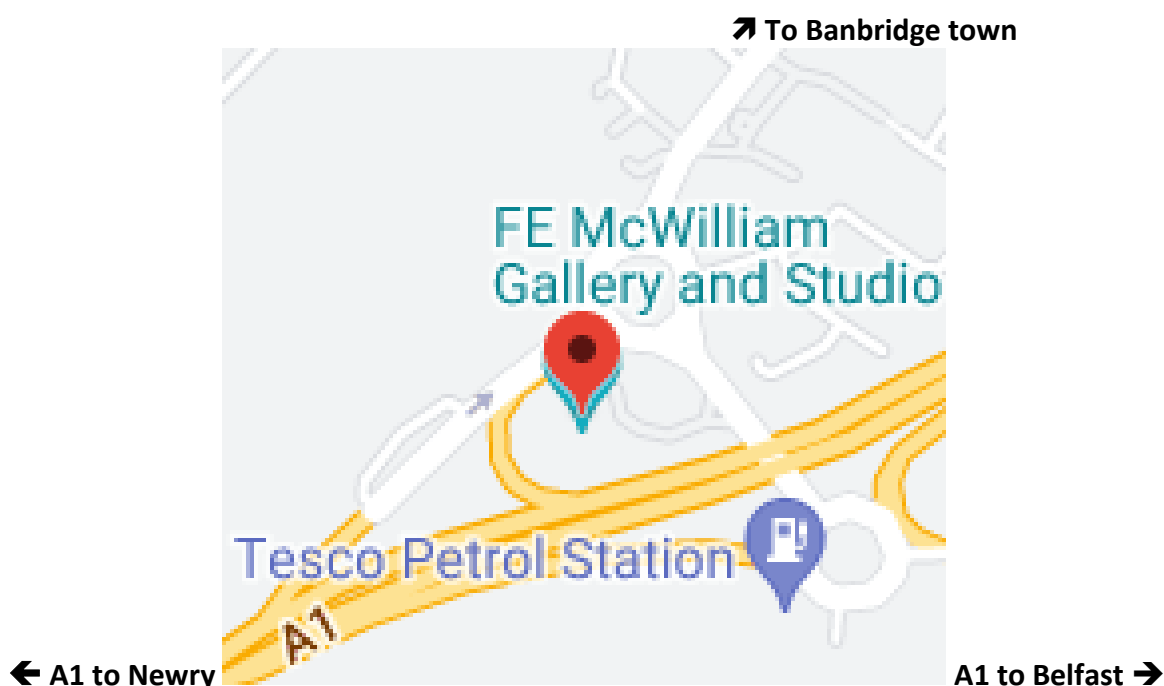 ↗ To Banbridge town
FE McWilliam
Gallery and Studio
Tesco Petrol Station
A1
← A1 to Newry
A1 to Belfast →